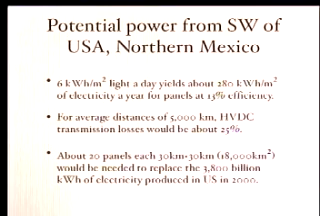 Potential power from SW of
USA, Northern Mexico
• 6 kWh/m² light a day yields about 280 kWh/m²
of electricity a year for panels at 13% efficiency.
• For average distances of 5,000 km, HVDC
transmission losses would be about 25%.
• About 20 panels each 30km×30km (18,000km²)
would be needed to replace the 3,800 billion
kWh of electricity produced in US in 2000.